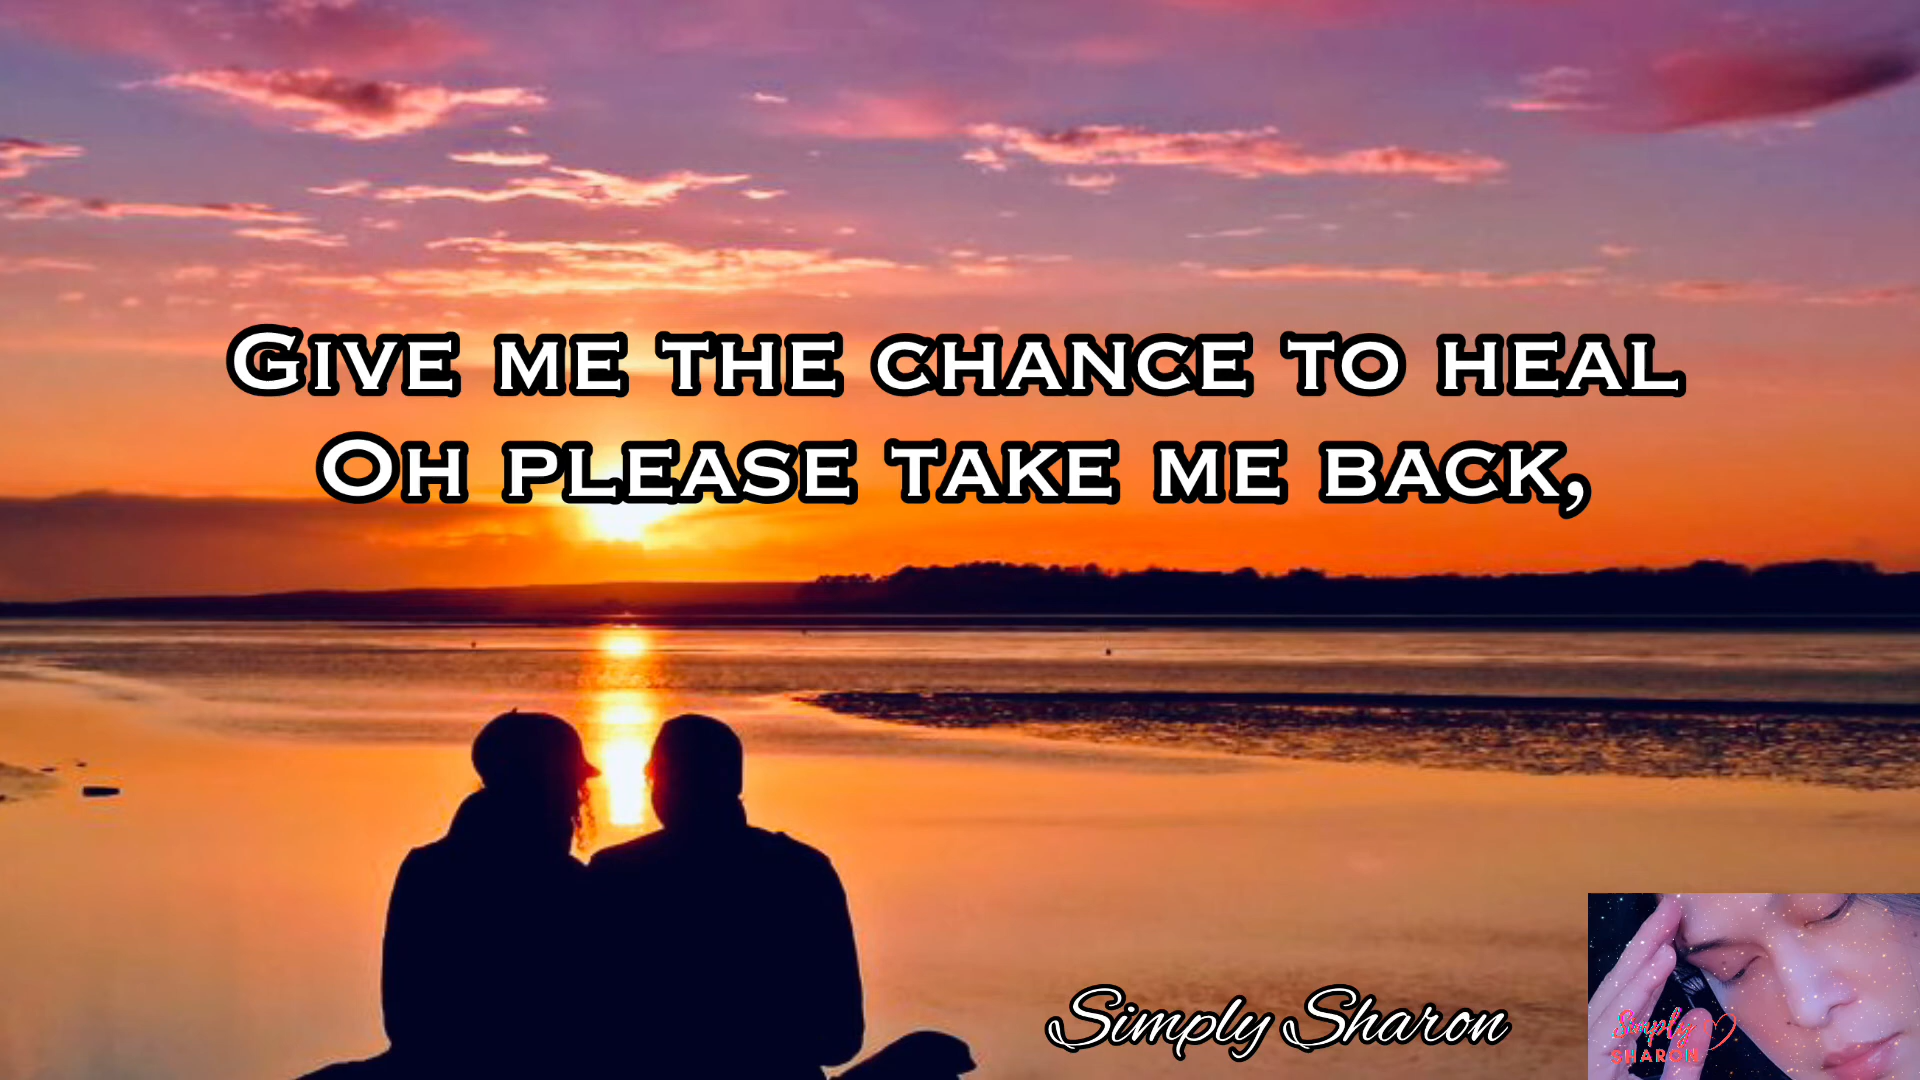 Give me the chance to heal
Oh please take me back,
Simply Sharon
Simply
SHARON